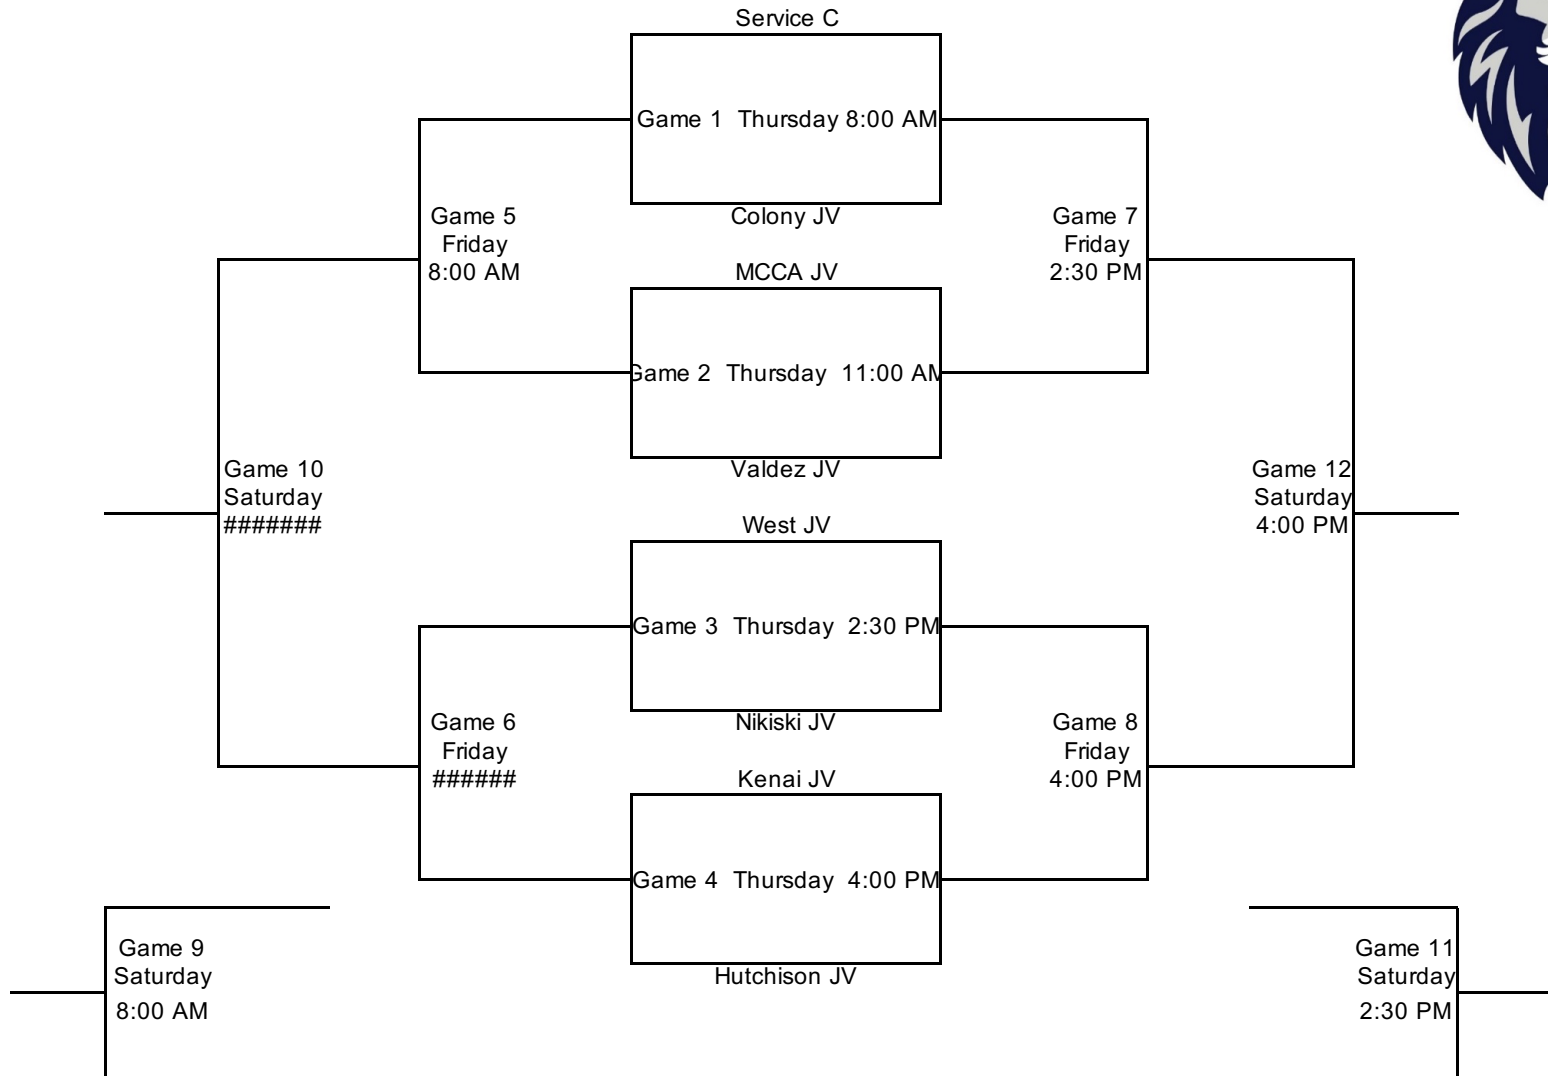 Service C
Game 1 Thursday 8:00 AM
Colony JV
Game 5
Friday
8:00 AM
Game 7
Friday
2:30 PM
MCCA JV
Game 2 Thursday 11:00 AM
Valdez JV
Game 10
Saturday
#######
Game 12
Saturday
4:00 PM
West JV
Game 3 Thursday 2:30 PM
Nikiski JV
Game 6
Friday
######
Game 8
Friday
4:00 PM
Kenai JV
Game 4 Thursday 4:00 PM
Hutchison JV
Game 9
Saturday
8:00 AM
Game 11
Saturday
2:30 PM